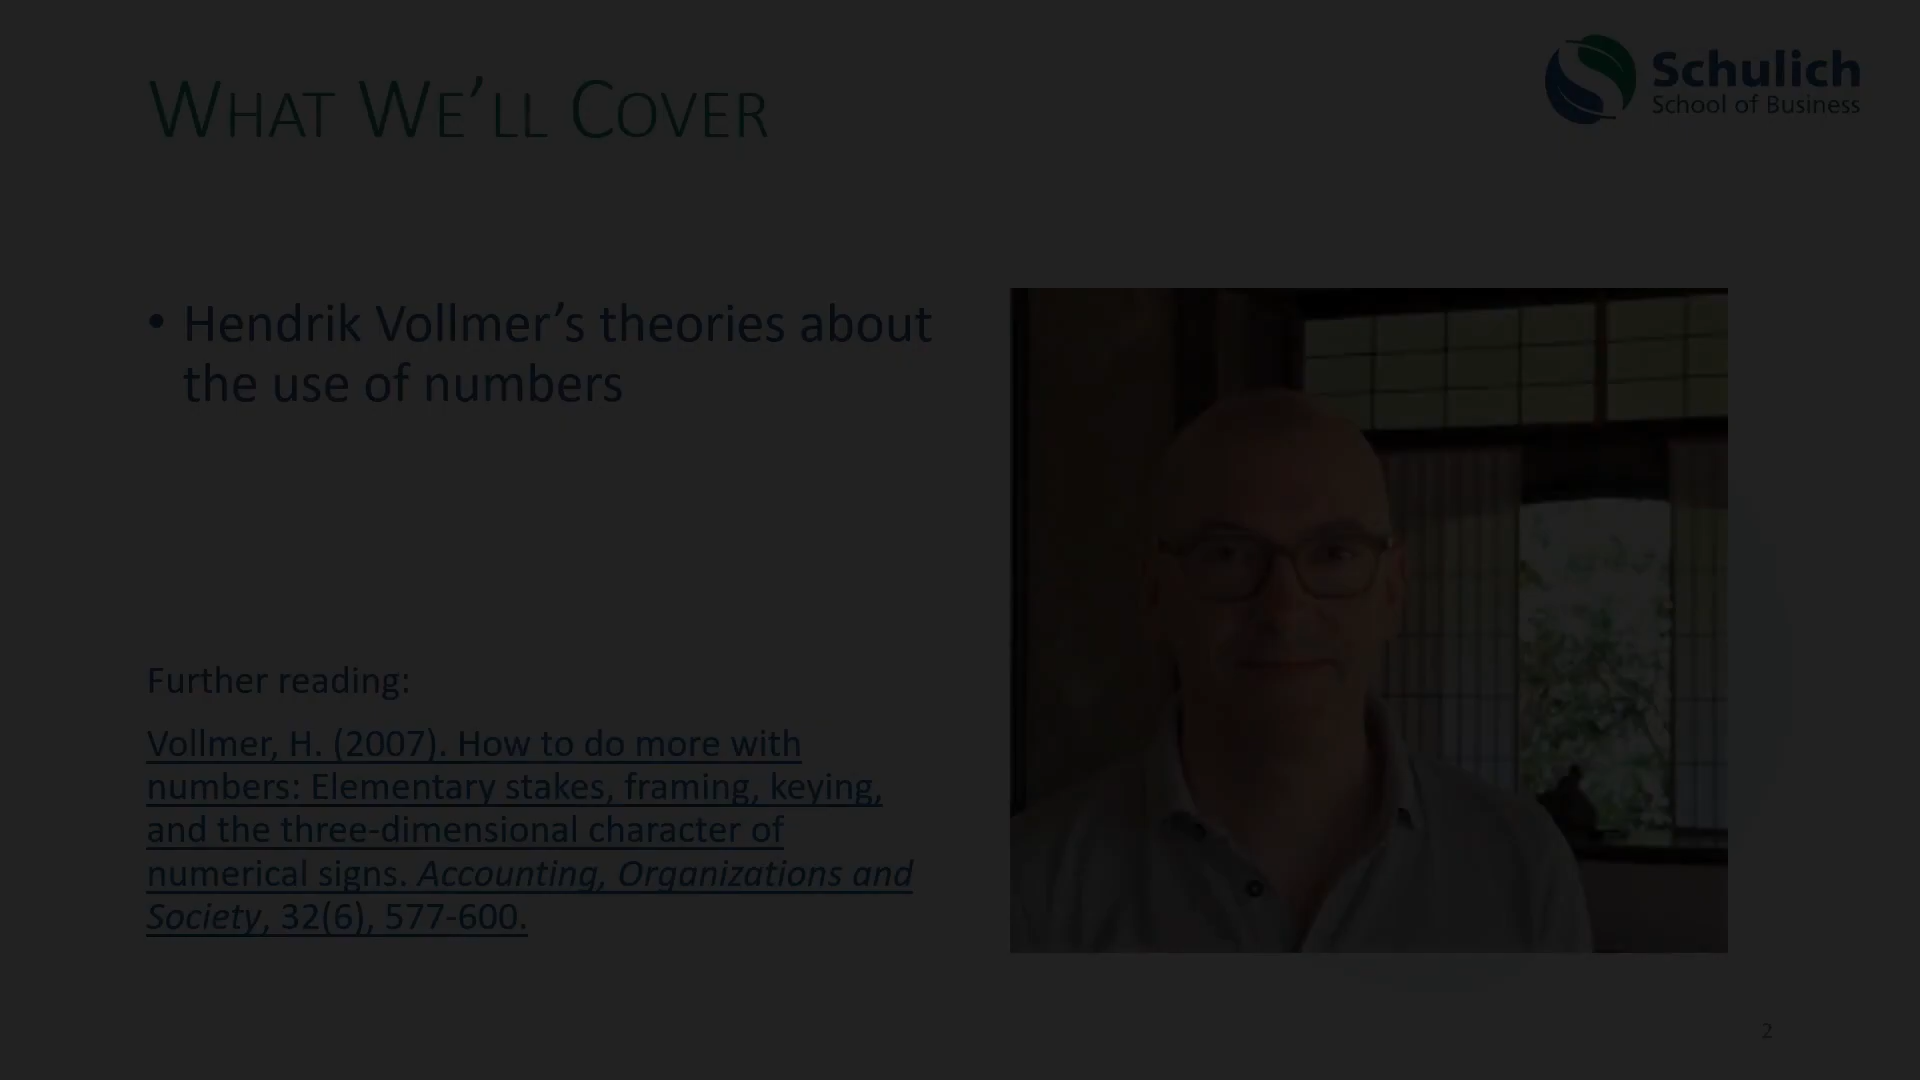 WHAT WE'LL COVER
Schulich
School of Business
• Hendrik Vollmer’s theories about
the use of numbers
Further reading:
Vollmer, H. (2007). How to do more with
numbers: Elementary stakes, framing, keying,
and the three-dimensional character of
numerical signs. Accounting, Organizations and
Society, 32(6), 577-600.
2